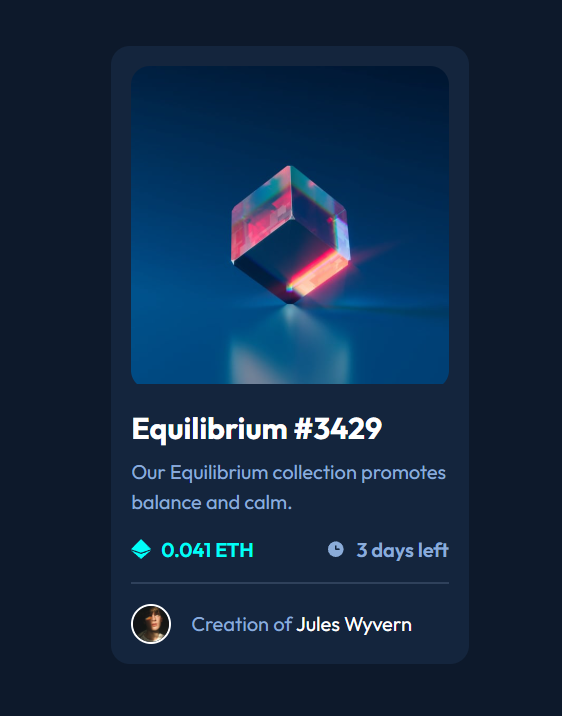 Equilibrium #3429
Our Equilibrium collection promotes
balance and calm.
0.041 ETH 3 days left
Creation of Jules Wyvern